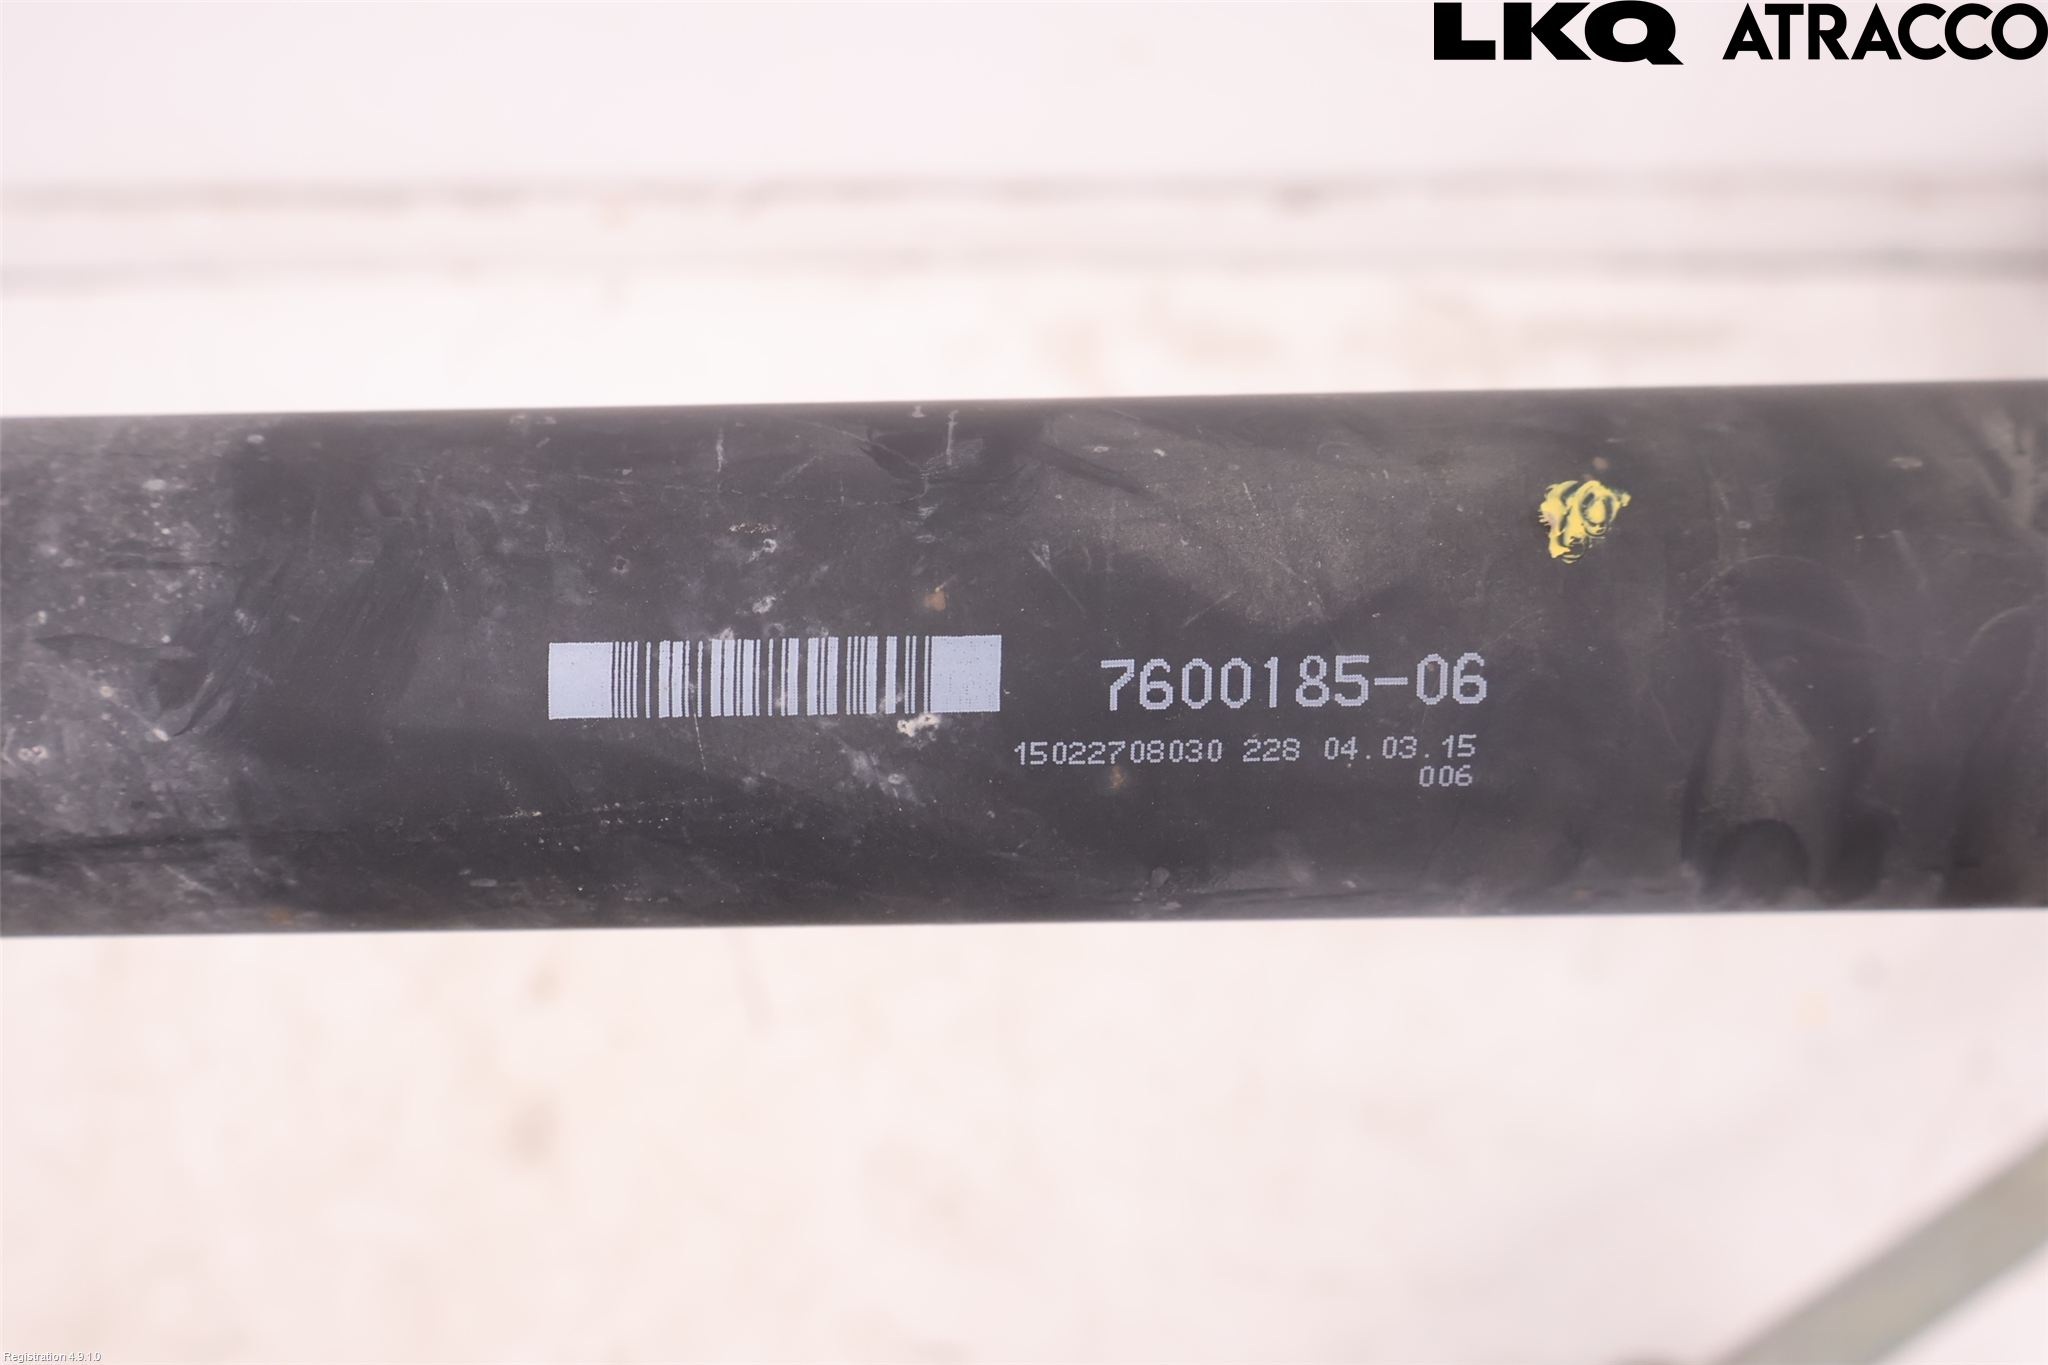 LKQ ATRACCO
7600185-06
15022708030 228 04.03.15
006
Registration 4.9.1.0